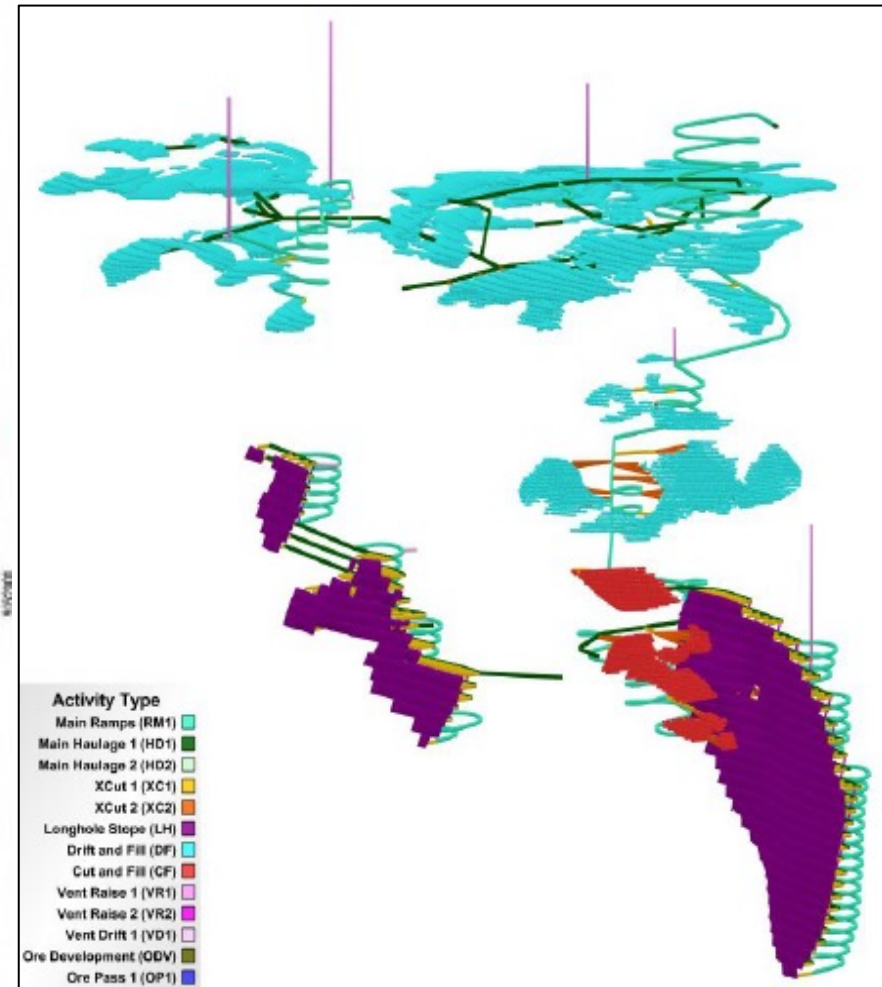 Activity Type
Main Ramps (RM1)
Main Haulage 1 (HD1)
Main Haulage 2 (HD2)
XCut 1 (XC1)
XCut 2 (XC2)
Longhole Stope (LH)
Drift and Fill (DF)
Cut and Fill (CF)
Vent Raise 1 (VR1)
Vent Raise 2 (VR2)
Vent Drift 1 (VD1)
Ore Development (ODV)
Ore Pass 1 (OP1)